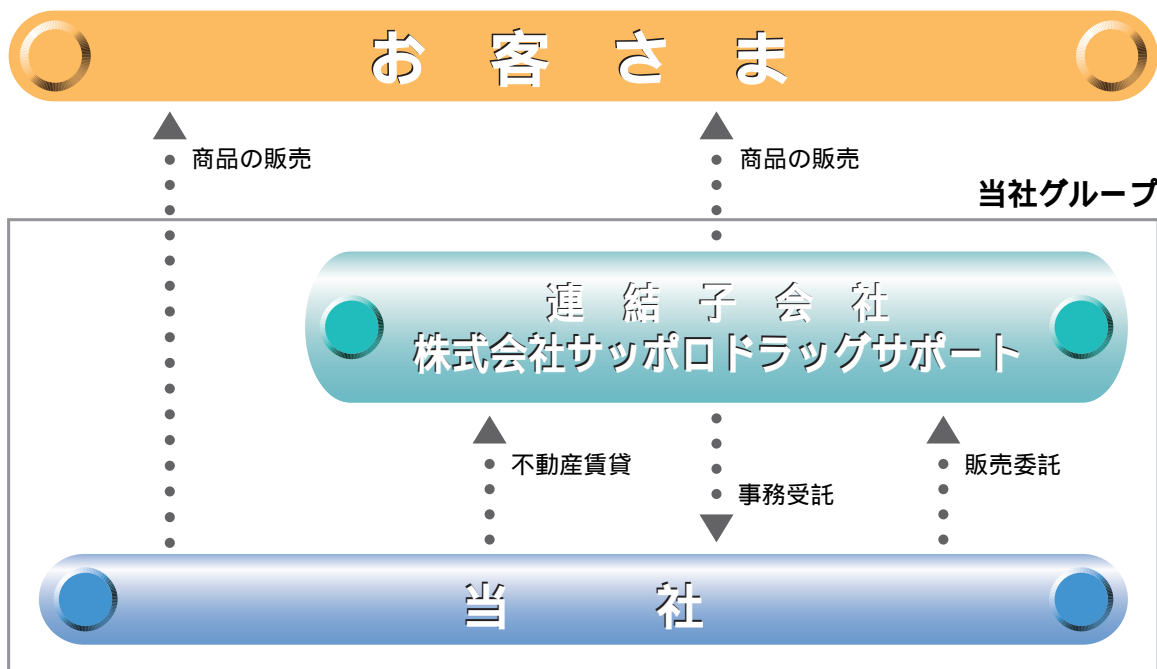 お客さま
商品の販売
商品の販売
当社グループ
連結子会社
株式会社サッポロドラッグサポート
不動産賃貸
販売委託
事務受託
当社